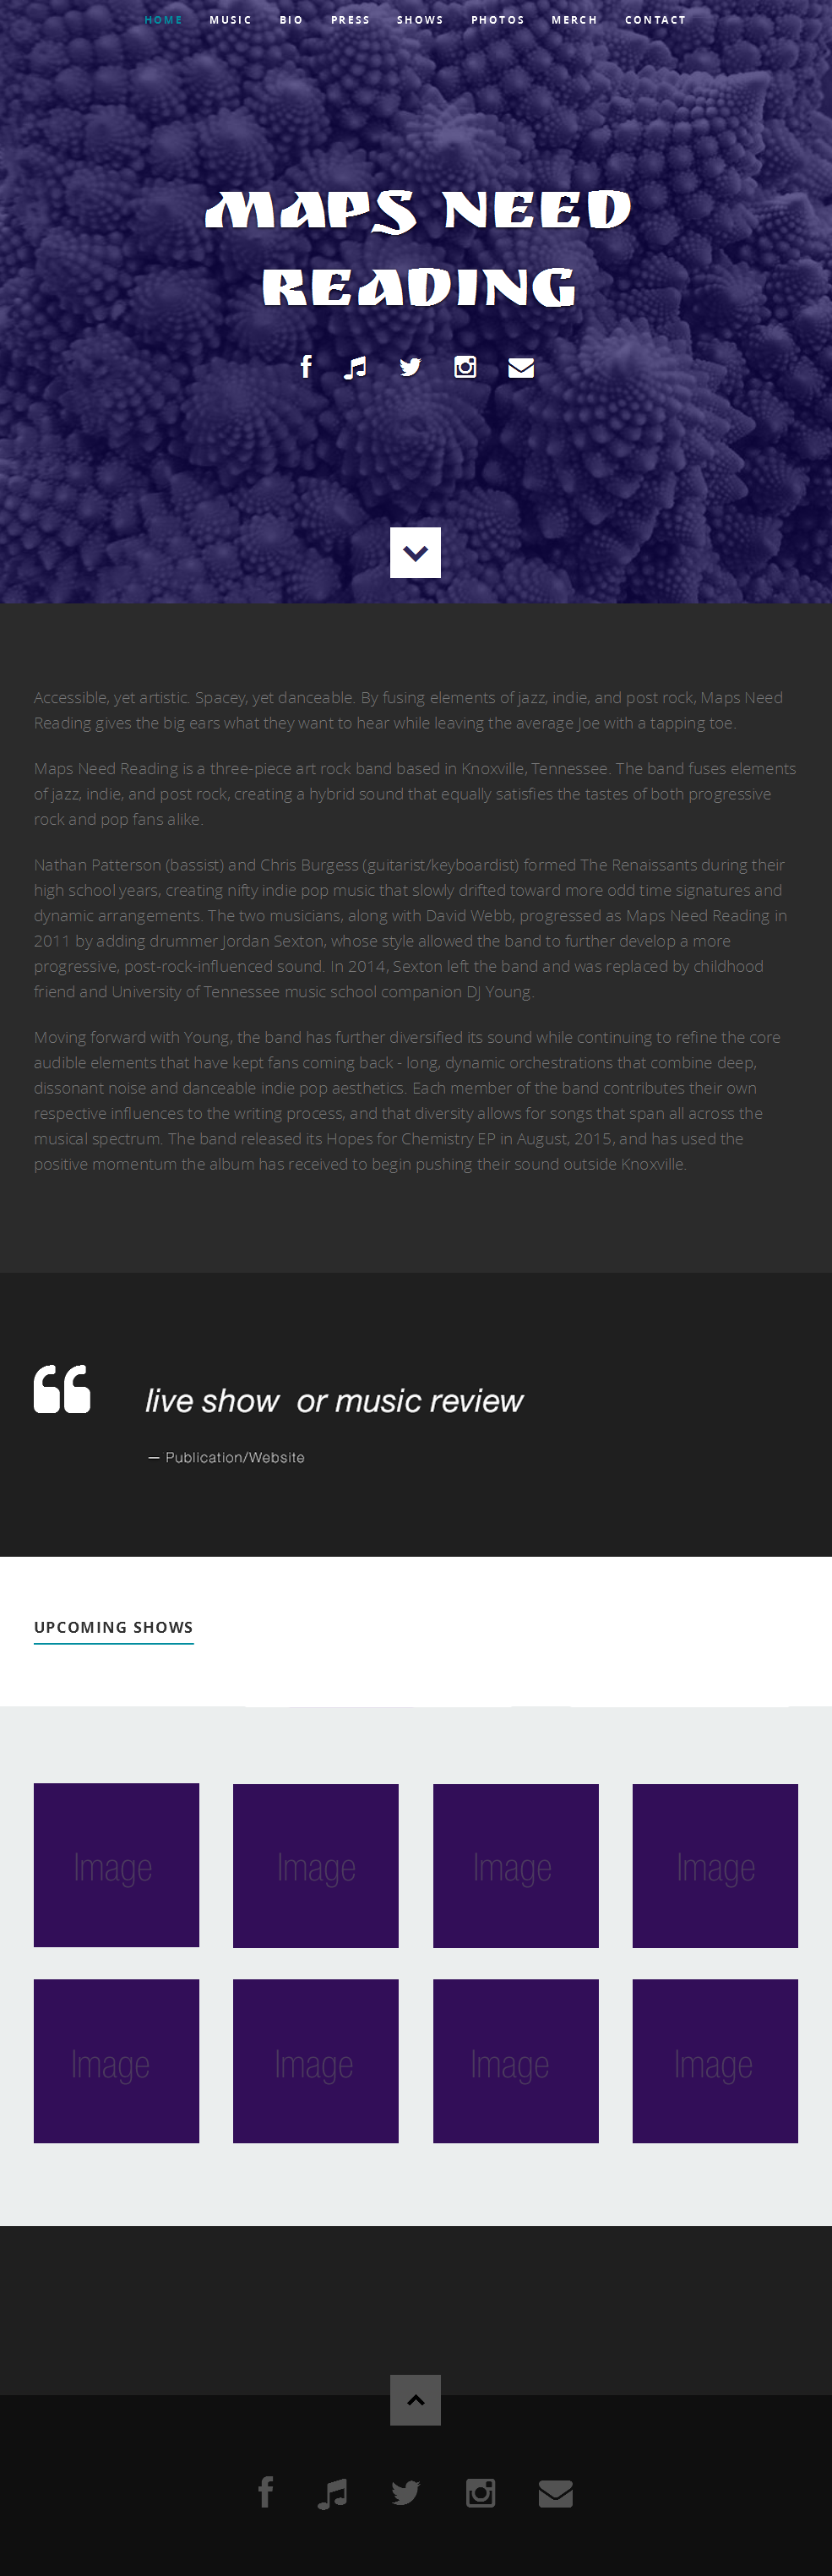 HOME MUSIC BIO PRESS SHOWS PHOTOS MERCH CONTACT
MAPS NEED
READING
Accessible, yet artistic. Spacey, yet danceable. By fusing elements of jazz, indie, and post rock, Maps Need
Reading gives the big ears what they want to hear while leaving the average Joe with a tapping toe.
Maps Need Reading is a three-piece art rock band based in Knoxville, Tennessee. The band fuses elements
of jazz, indie, and post rock, creating a hybrid sound that equally satisfies the tastes of both progressive
rock and pop fans alike.
Nathan Patterson (bassist) and Chris Burgess (guitarist/keyboardist) formed The Renaissants during their
high school years, creating nifty indie pop music that slowly drifted toward more odd time signatures and
dynamic arrangements. The two musicians, along with David Webb, progressed as Maps Need Reading in
2011 by adding drummer Jordan Sexton, whose style allowed the band to further develop a more
progressive, post-rock-influenced sound. In 2014, Sexton left the band and was replaced by childhood
friend and University of Tennessee music school companion DJ Young.
Moving forward with Young, the band has further diversified its sound while continuing to refine the core
audible elements that have kept fans coming back - long, dynamic orchestrations that combine deep,
dissonant noise and danceable indie pop aesthetics. Each member of the band contributes their own
respective influences to the writing process, and that diversity allows for songs that span all across the
musical spectrum. The band released its Hopes for Chemistry EP in August, 2015, and has used the
positive momentum the album has received to begin pushing their sound outside Knoxville.
“ live show or music review
— Publication/Website
UPCOMING SHOWS
Image Image Image Image
Image Image Image Image